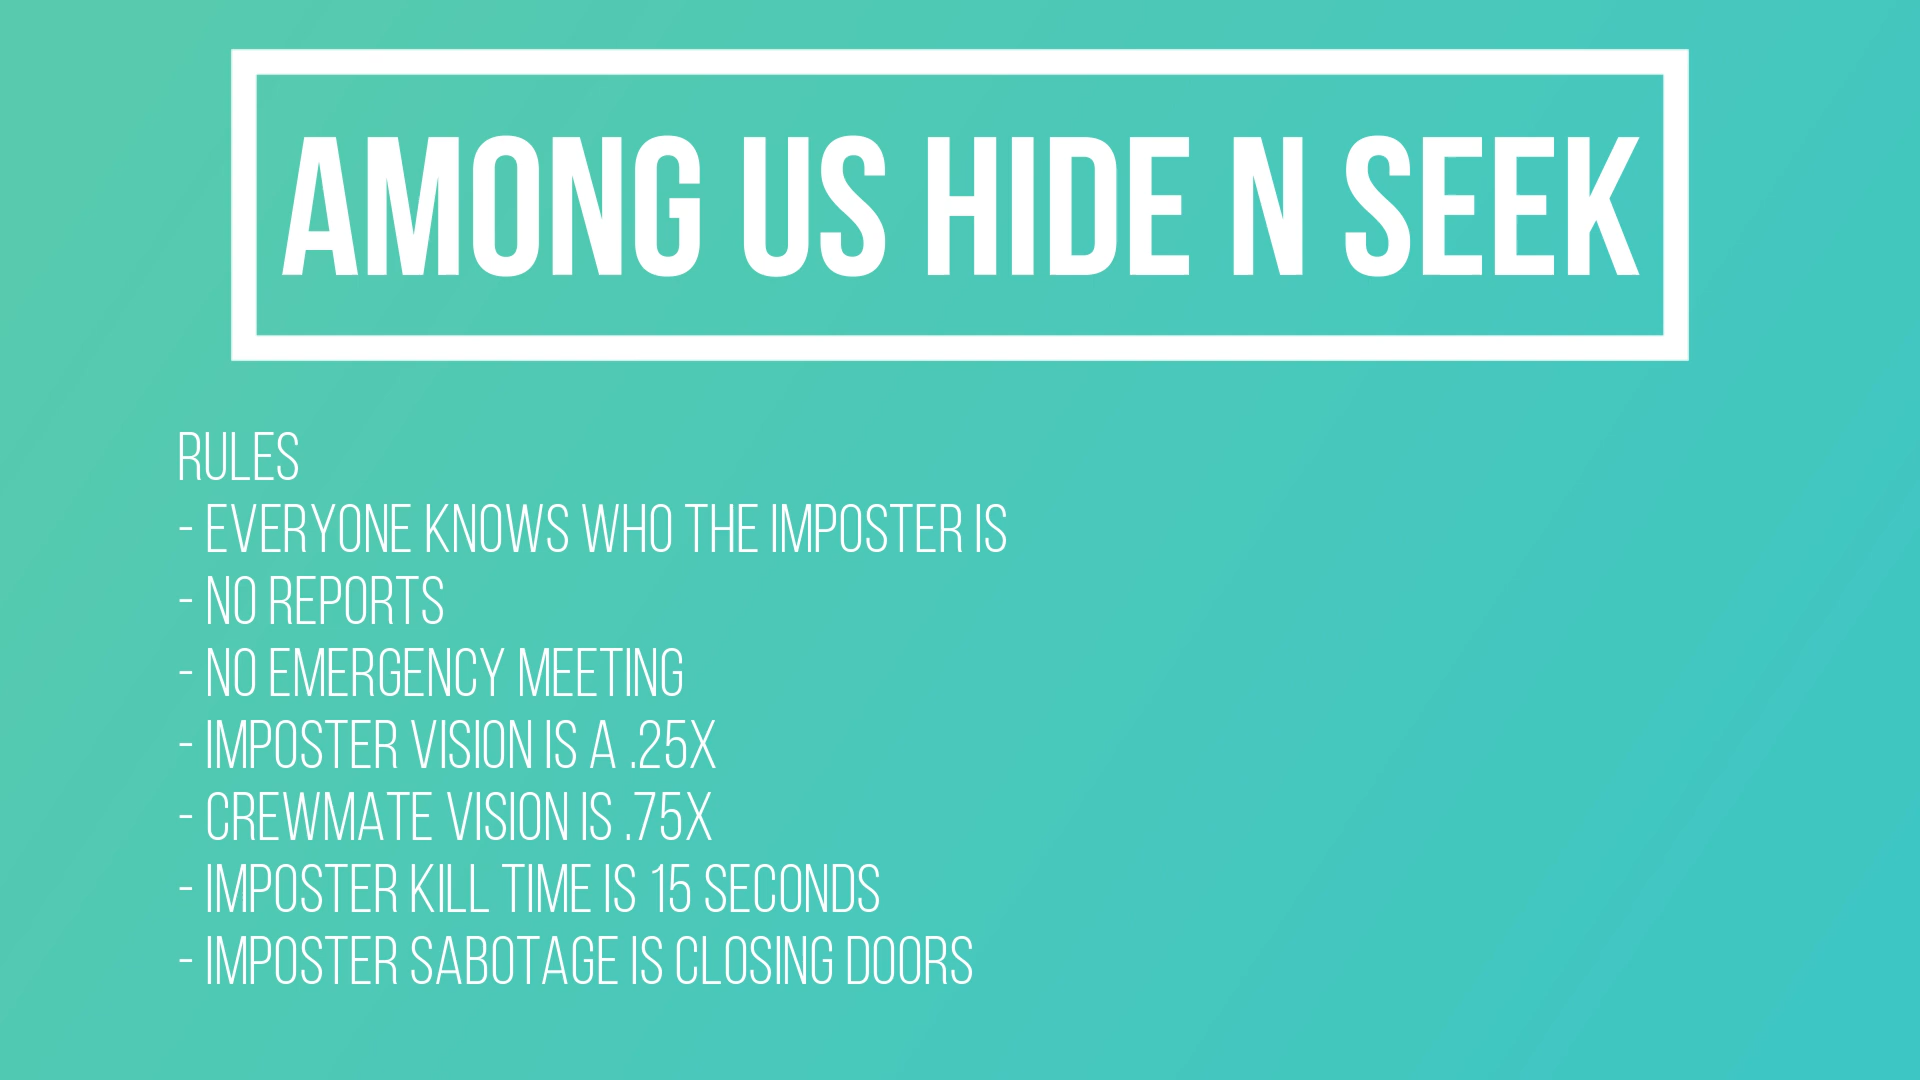 AMONG US HIDE N SEEK
RULES
- EVERYONE KNOWS WHO THE IMPOSTER IS
- NO REPORTS
- NO EMERGENCY MEETING
- IMPOSTER VISION IS A .25X
- CREWMATE VISION IS .75X
- IMPOSTER KILL TIME IS 15 SECONDS
- IMPOSTER SABOTAGE IS CLOSING DOORS